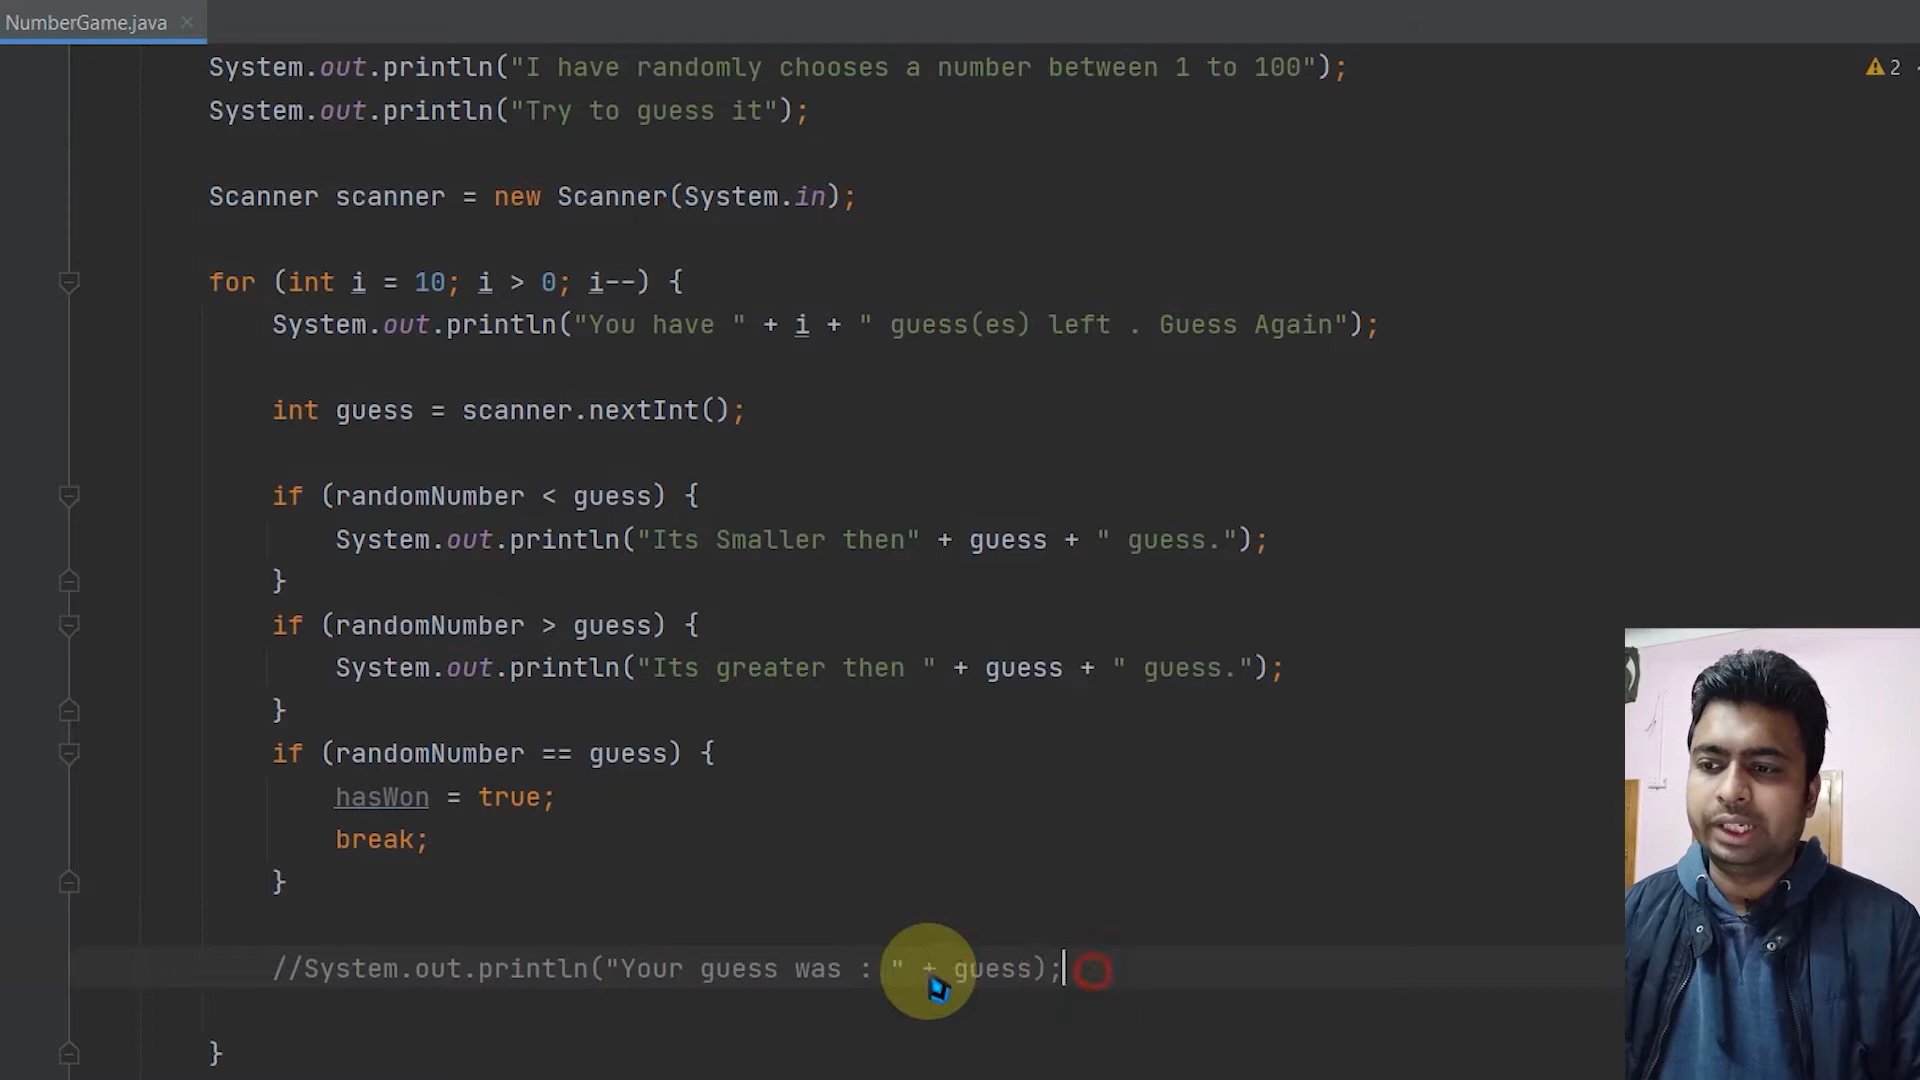 NumberGame.java
System.out.println("I have randomly chooses a number between 1 to 100");
2
System.out.println("Try to guess it");
Scanner scanner = new Scanner(System.in);
for (int i = 10; i > 0; i--) {
System.out.println("You have " + i + " guess(es) left . Guess Again");
int guess = scanner.nextInt();
if (randomNumber < guess) {
System.out.println("Its Smaller then" + guess + " guess.");
}
if (randomNumber > guess) {
System.out.println("Its greater then " + guess + " guess.");
}
if (randomNumber == guess) {
hasWon = true;
break;
}
//System.out.println("Your guess was : " + guess);
}